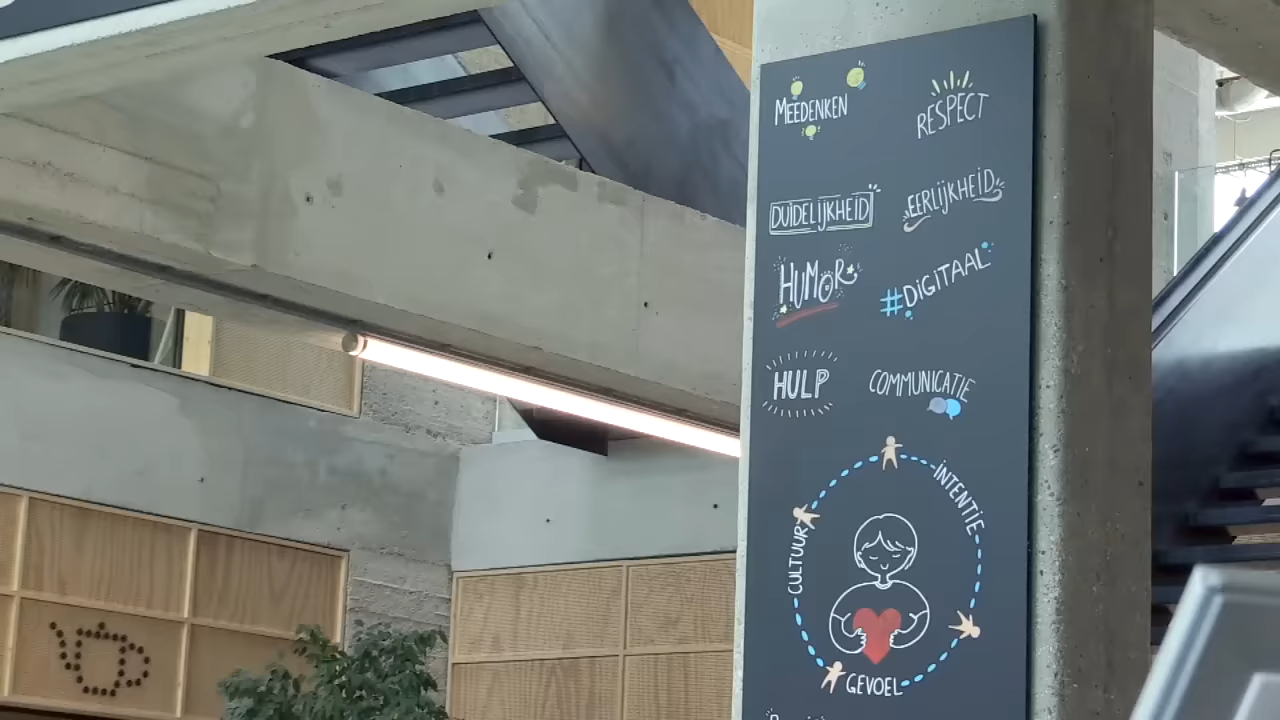 MEEDENKEN
RESPECT
DUIDELIJKHEID
EERLIJKHEID
HUMOR
#DIGITAAL
HULP
COMMUNICATIE
INTENTIE
CULTUUR
GEVOEL